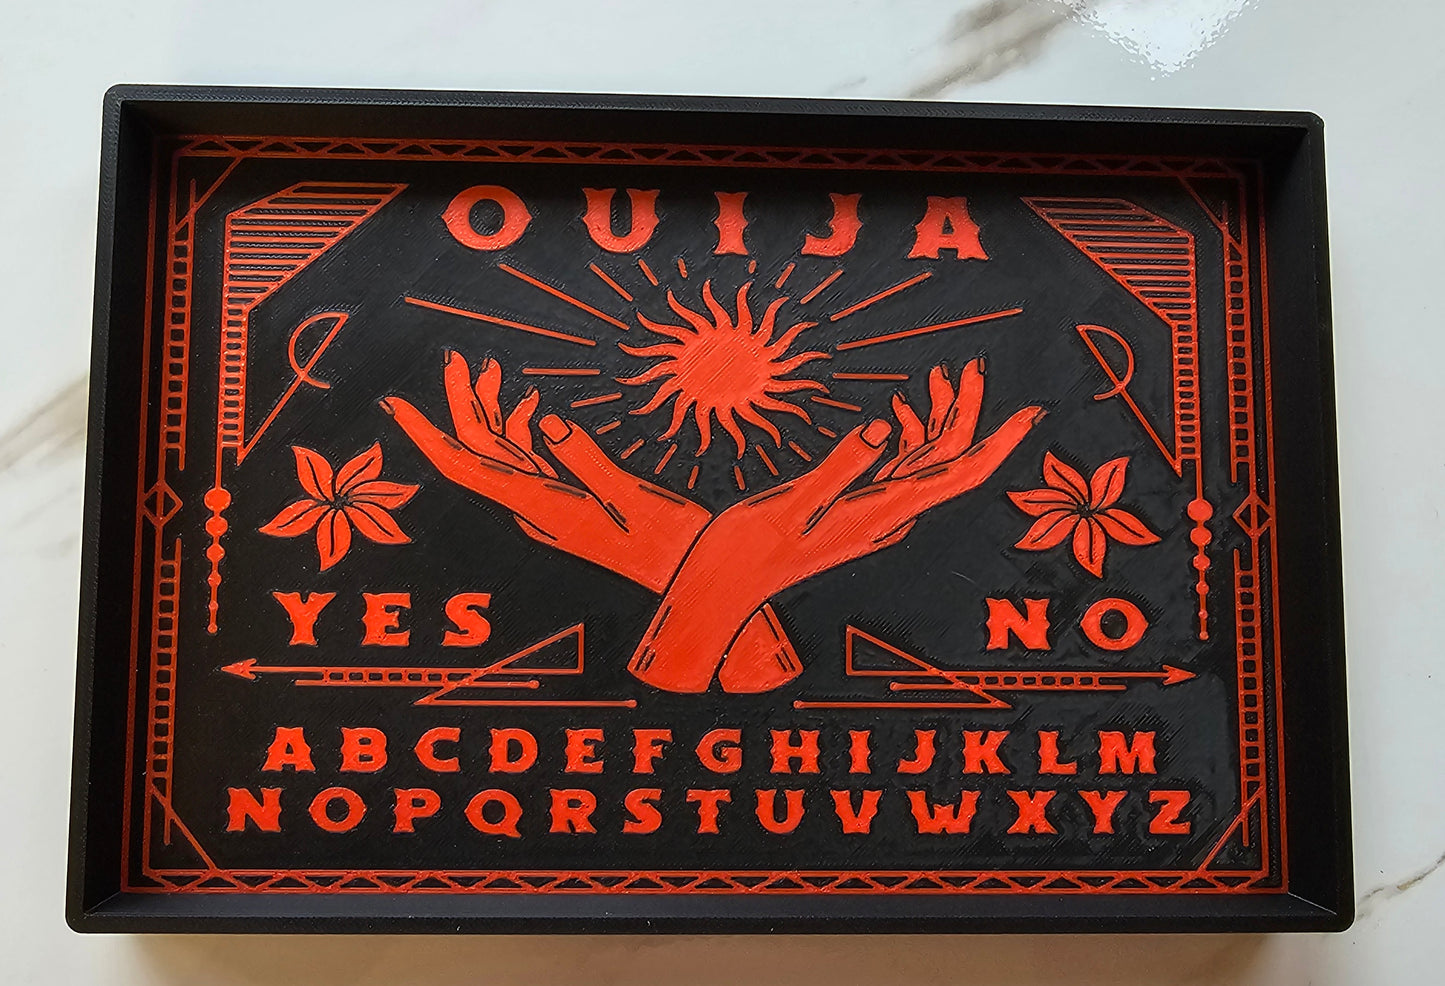 OUIJA
YES NO
ABCDEFGHIJKLM
NOPQRSTUVWXYZ